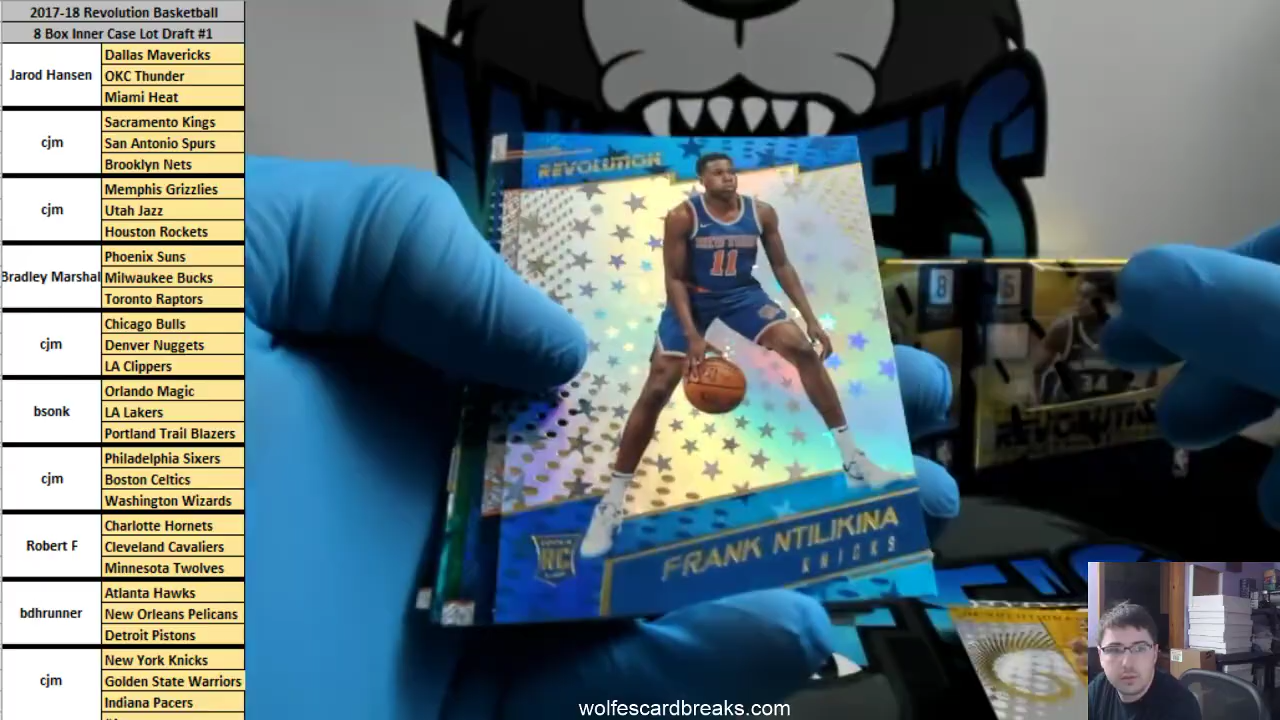 2017-18 Revolution Basketball
8 Box Inner Case Lot Draft #1
Jarod Hansen
Dallas Mavericks
OKC Thunder
Miami Heat
cjm
Sacramento Kings
San Antonio Spurs
Brooklyn Nets
cjm
Memphis Grizzlies
Utah Jazz
Houston Rockets
Bradley Marshal
Phoenix Suns
Milwaukee Bucks
Toronto Raptors
cjm
Chicago Bulls
Denver Nuggets
LA Clippers
bsonk
Orlando Magic
LA Lakers
Portland Trail Blazers
cjm
Philadelphia Sixers
Boston Celtics
Washington Wizards
Robert F
Charlotte Hornets
Cleveland Cavaliers
Minnesota Twolves
bdhrunner
Atlanta Hawks
New Orleans Pelicans
Detroit Pistons
cjm
New York Knicks
Golden State Warriors
Indiana Pacers
REVOLUTION
NEW YORK
11
RC
FRANK NTILIKINA
KNICKS
8
6
34
wolfescardbreaks.com